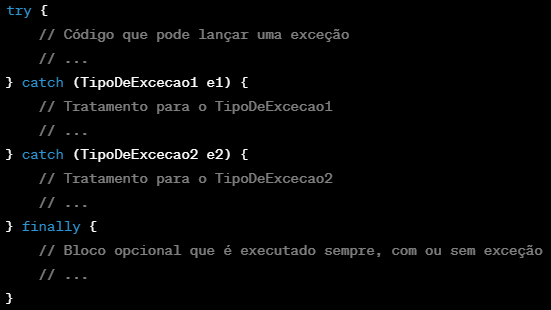 try {
    // Código que pode lançar uma exceção
    // ...
} catch (TipoDeExcecao1 e1) {
    // Tratamento para o TipoDeExcecao1
    // ...
} catch (TipoDeExcecao2 e2) {
    // Tratamento para o TipoDeExcecao2
    // ...
} finally {
    // Bloco opcional que é executado sempre, com ou sem exceção
    // ...
}